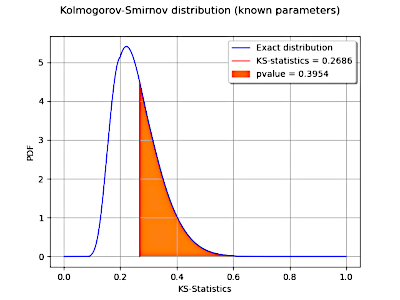 Kolmogorov-Smirnov distribution (known parameters)
Exact distribution
KS-statistics = 0.2686
pvalue = 0.3954
PDF
5
4
3
2
1
0
0.0 0.2 0.4 0.6 0.8 1.0
KS-Statistics